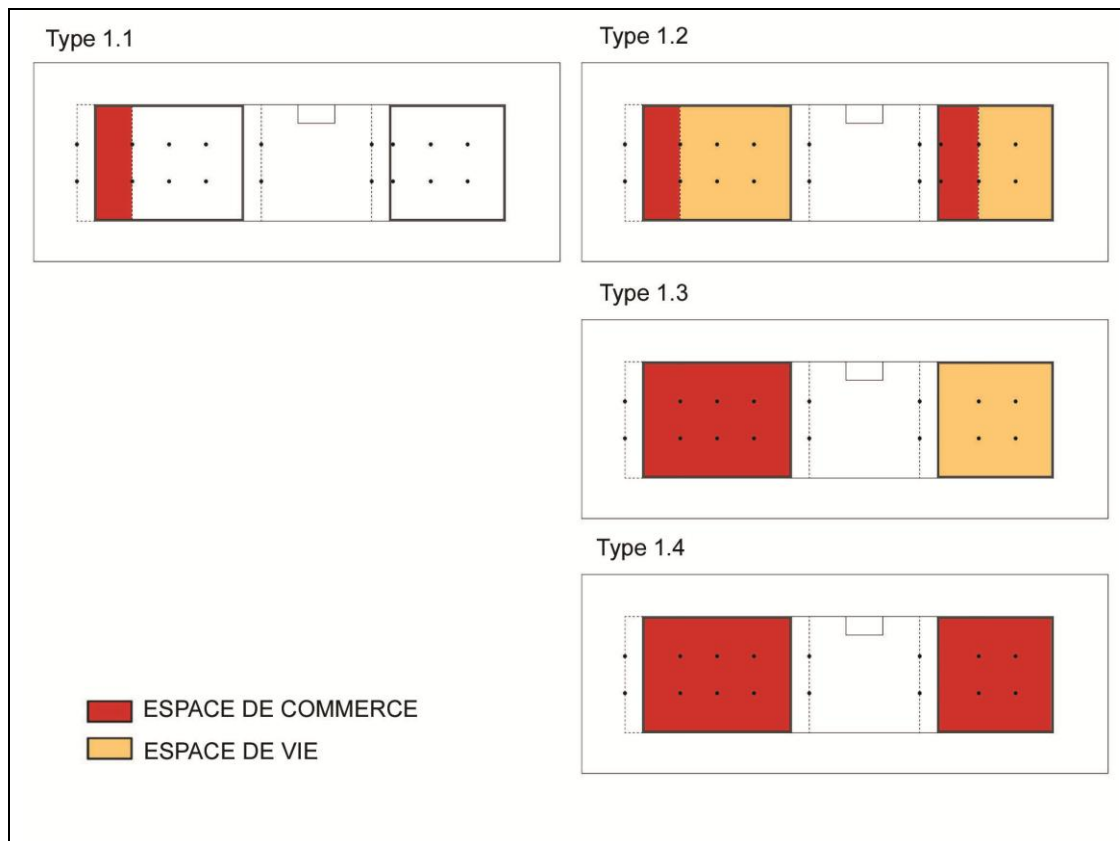 Type 1.1
Type 1.2
Type 1.3
Type 1.4
ESPACE DE COMMERCE
ESPACE DE VIE